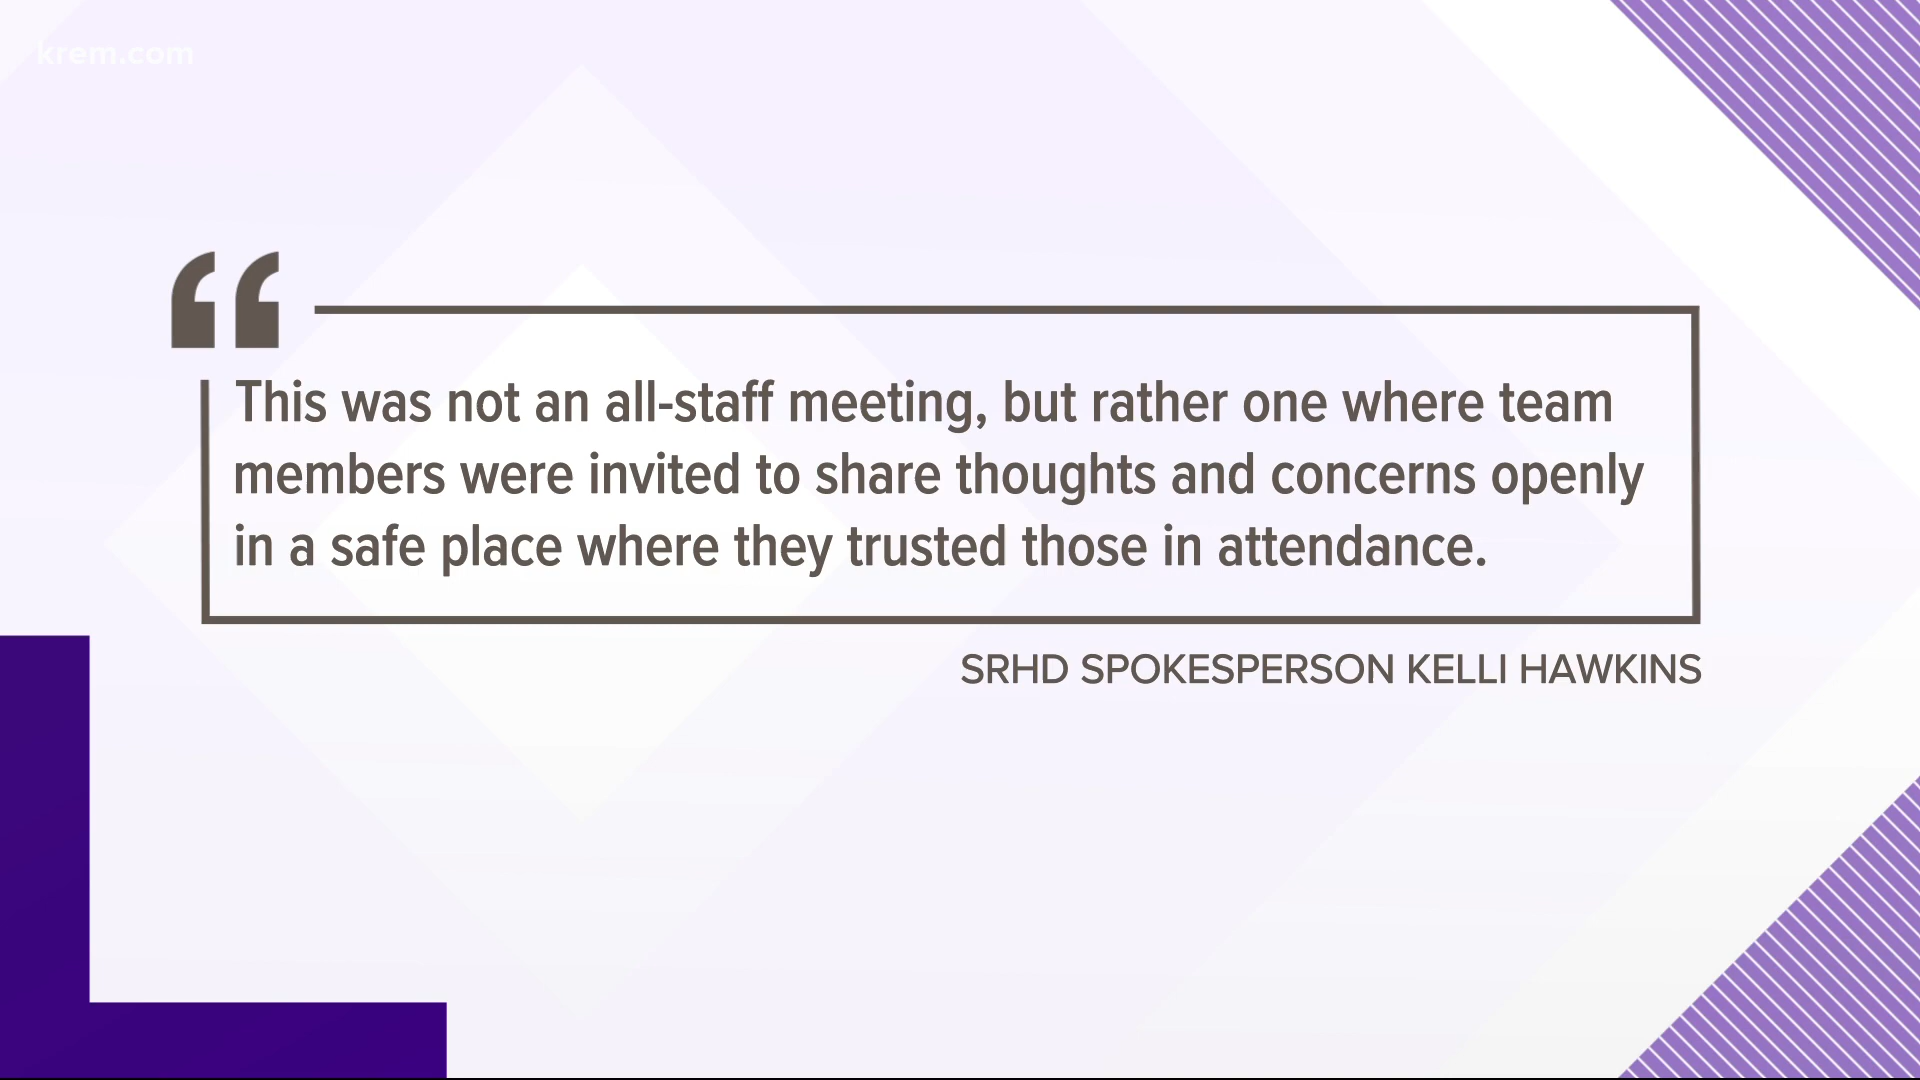 krem.com
“
This was not an all-staff meeting, but rather one where team
members were invited to share thoughts and concerns openly
in a safe place where they trusted those in attendance.
SRHD SPOKESPERSON KELLI HAWKINS